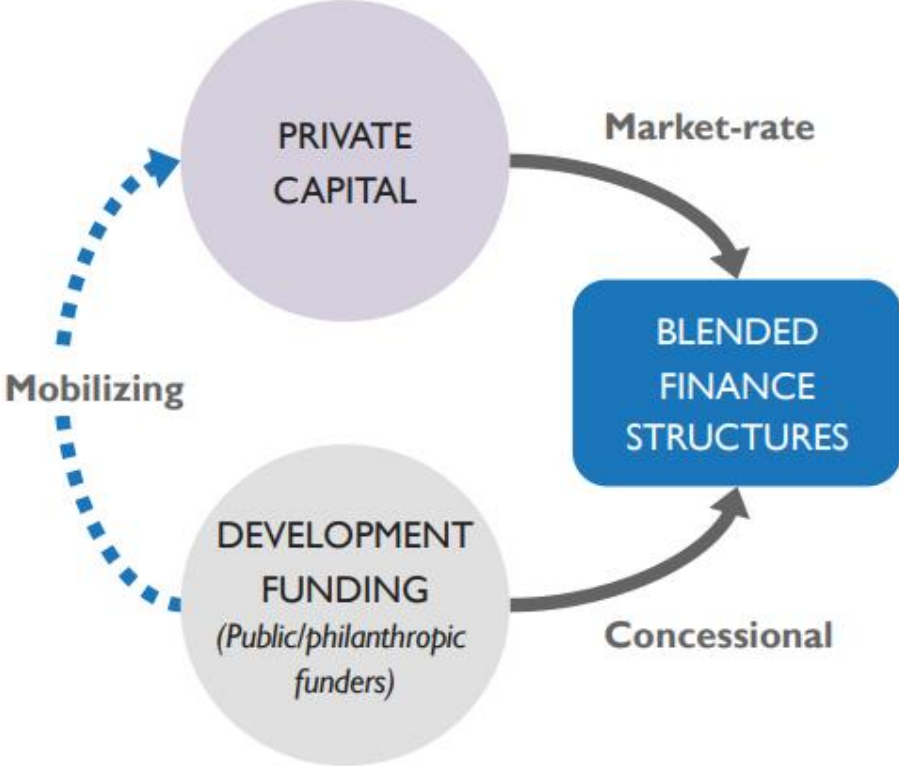 PRIVATE
CAPITAL
Market-rate
BLENDED
FINANCE
STRUCTURES
Mobilizing
DEVELOPMENT
FUNDING
(Public/philanthropic
funders)
Concessional